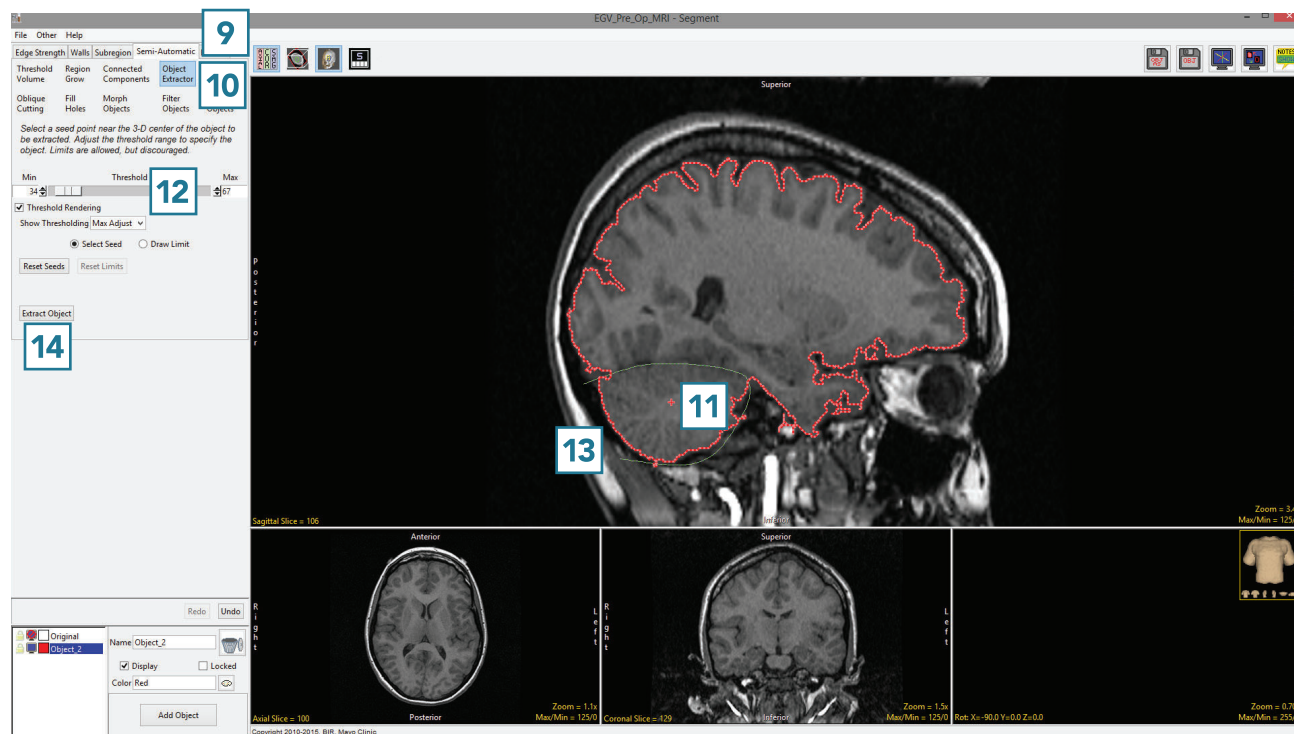 EGV_Pre_Op_MRI - Segment
File Other Help
9
Edge Strength Walls Subregion Semi-Automatic
Threshold Volume Region Grow Connected Components Object Extractor
10
Oblique Cutting Fill Holes Morph Objects Filter Objects Objects
Select a seed point near the 3-D center of the object to
be extracted. Adjust the threshold range to specify the
object. Limits are allowed, but discouraged.
Min Threshold Max
34 67
12
Threshold Rendering
Show Thresholding Max Adjust
Select Seed Draw Limit
Reset Seeds Reset Limits
Extract Object
14
S
OBJ
OBJ
NOTES
Superior
Posterior
11
13
Sagittal Slice = 106
Inferior
Zoom = 3.4
Max/Min = 125/
Redo Undo
Original
Object_2
Name Object_2
Display Locked
Color Red
Add Object
Anterior
Right
Left
Axial Slice = 100
Posterior
Zoom = 1.1x
Max/Min = 125/0
Superior
Right
Left
Coronal Slice = 129
Inferior
Zoom = 1.5x
Max/Min = 125/0
Rot: X=-90.0 Y=0.0 Z=0.0
Zoom = 0.70
Max/Min = 255/
Copyright 2010-2015, BIR, Mayo Clinic